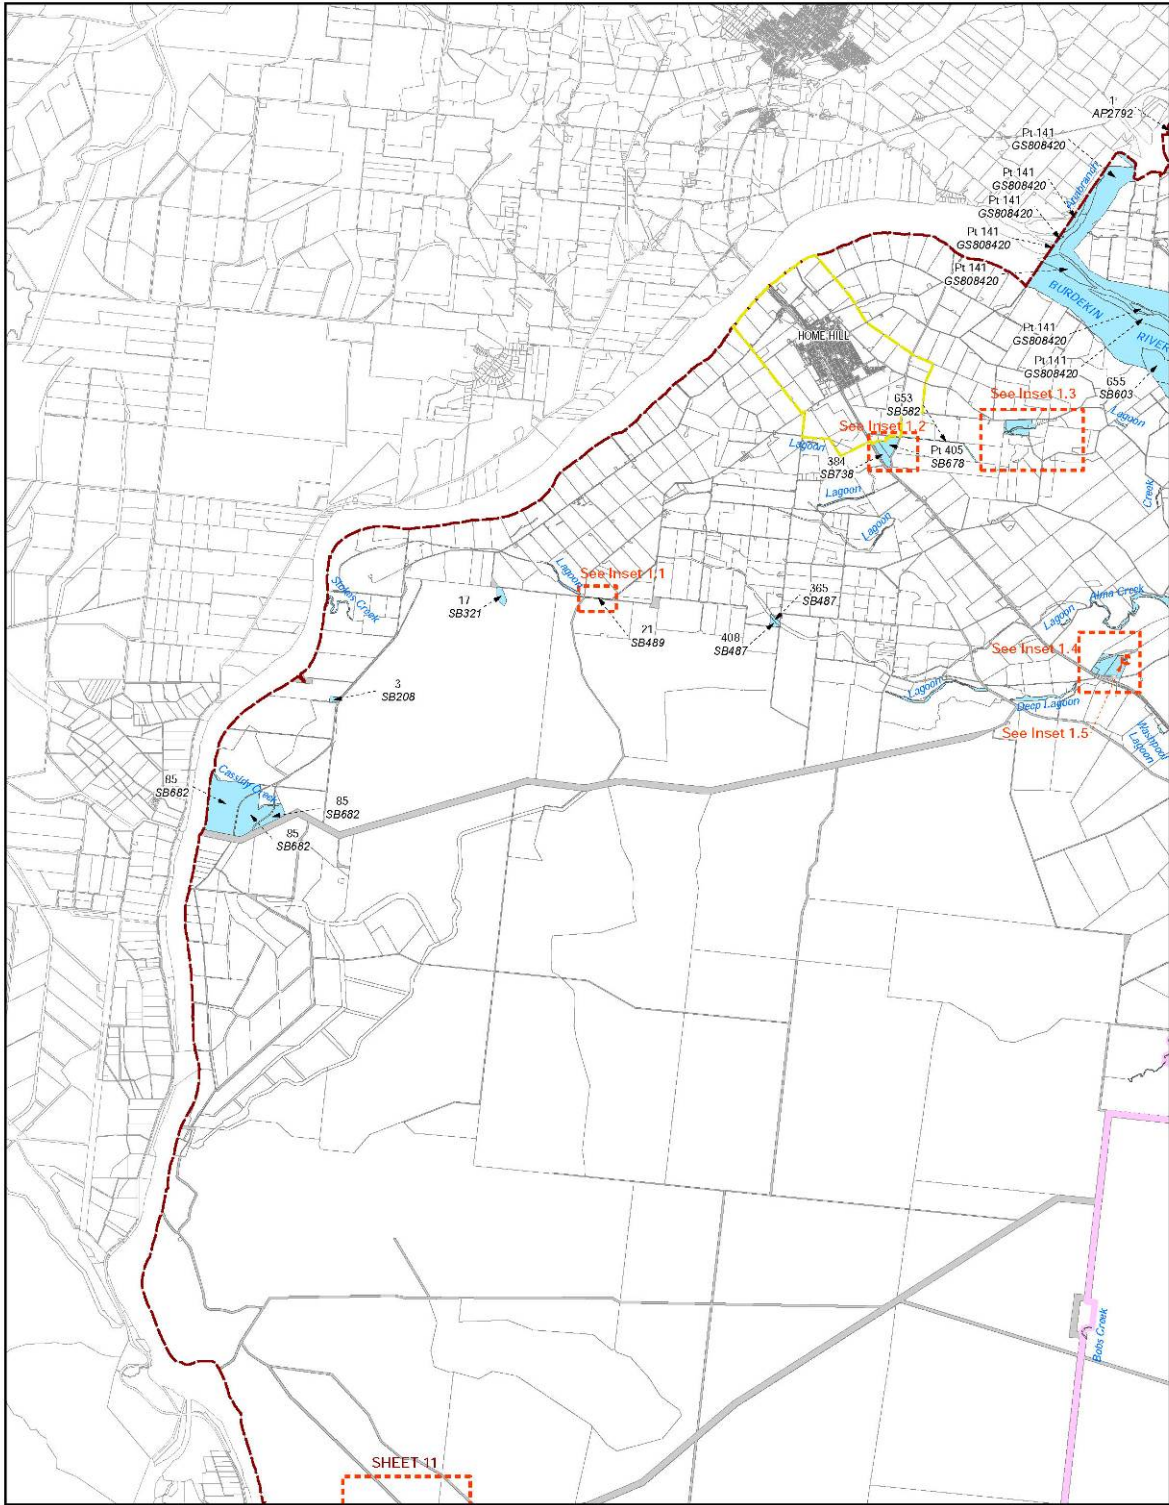 1
AP2792
Pt 141
GS808420
Anabranch
Pt 141
GS808420
Pt 141
GS808420
Pt 141
GS808420
Pt 141
GS808420
BURDEKIN
RIVER
Pt 141
GS808420
Pt 141
GS808420
HOME HILL
655
SB603
See Inset 1.3
653
SB582
Lagoon
See Inset 1.2
Lagoon
Pt 405
SB678
384
SB738
Lagoon
Creek
Lagoon
Lagoon
See Inset 1.1
Stokes Creek
17
SB321
21
SB489
365
SB487
408
SB487
Alma Creek
Lagoon
See Inset 1.4
3
SB208
Lagoon
Deep Lagoon
See Inset 1.5
Washpool
Lagoon
Cassidy Creek
85
SB682
85
SB682
85
SB682
Bobs Creek
SHEET 11